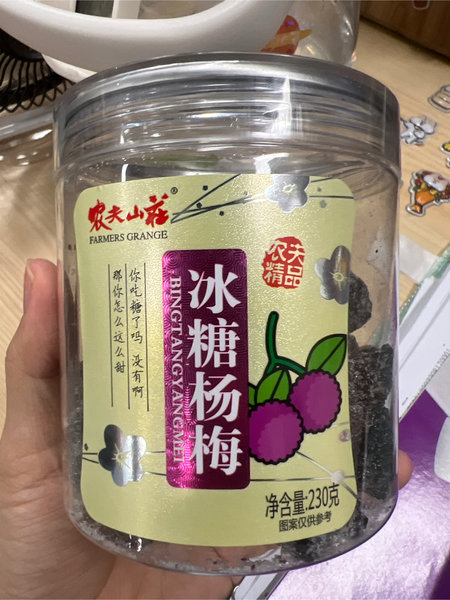 农夫山莊®
FARMERS GRANGE
农夫
精品
你吃糖了吗 没有啊
那你怎么这么甜
冰糖杨梅
BINGTANGYANGMEI
净含量:230克
图案仅供参考